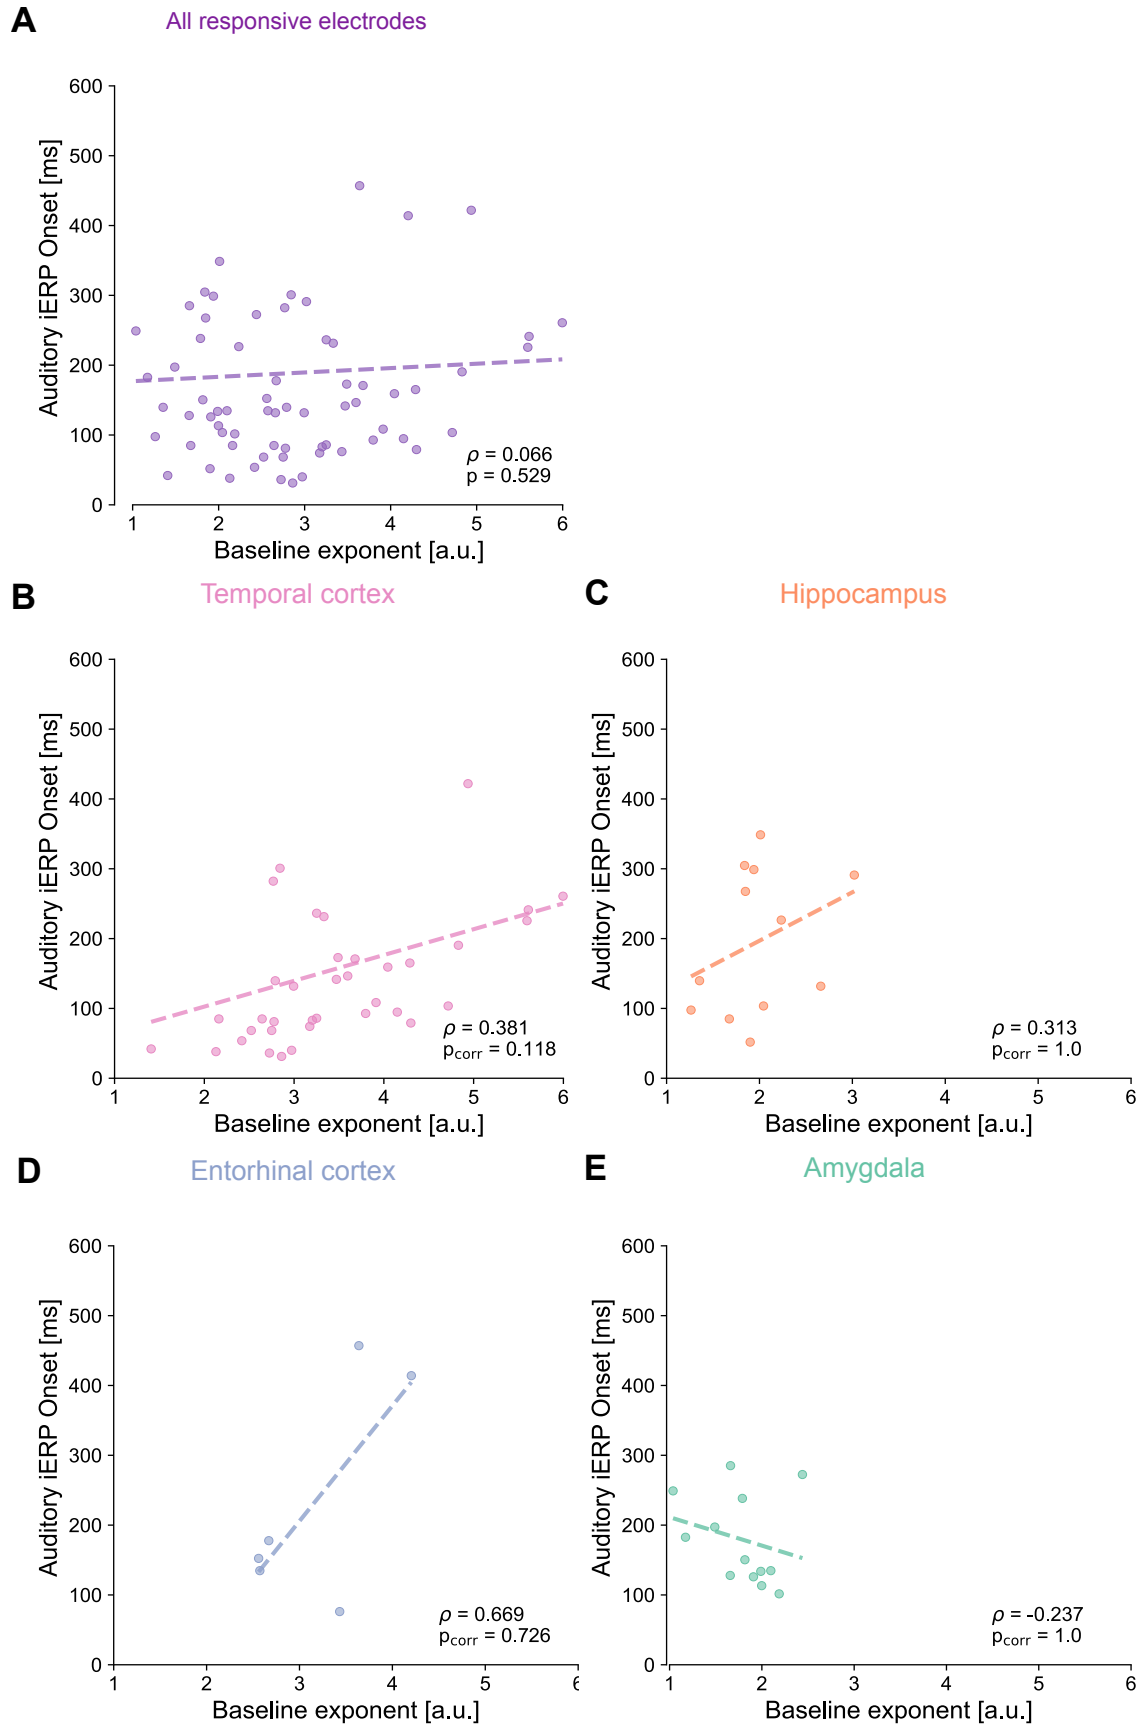 A
All responsive electrodes
600
500
400
300
200
100
0
Auditory iERP Onset [ms]
ρ = 0.066
p = 0.529
1 2 3 4 5 6
Baseline exponent [a.u.]
B
Temporal cortex
600
500
400
300
200
100
0
Auditory iERP Onset [ms]
ρ = 0.381
pcorr = 0.118
1 2 3 4 5 6
Baseline exponent [a.u.]
C
Hippocampus
600
500
400
300
200
100
0
Auditory iERP Onset [ms]
ρ = 0.313
pcorr = 1.0
1 2 3 4 5 6
Baseline exponent [a.u.]
D
Entorhinal cortex
600
500
400
300
200
100
0
Auditory iERP Onset [ms]
ρ = 0.669
pcorr = 0.726
1 2 3 4 5 6
Baseline exponent [a.u.]
E
Amygdala
600
500
400
300
200
100
0
Auditory iERP Onset [ms]
ρ = -0.237
pcorr = 1.0
1 2 3 4 5 6
Baseline exponent [a.u.]